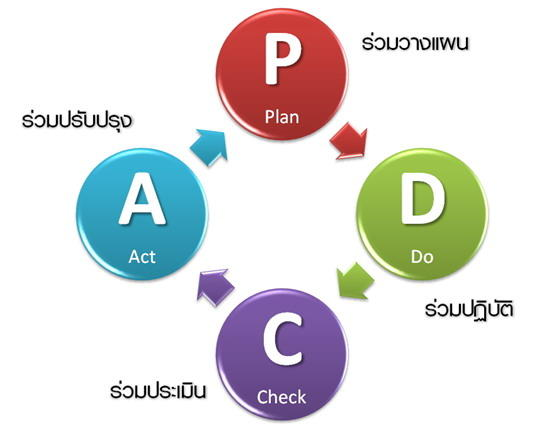 P
Plan
ร่วมวางแผน
ร่วมปรับปรุง
A
Act
D
Do
ร่วมปฏิบัติ
C
Check
ร่วมประเมิน